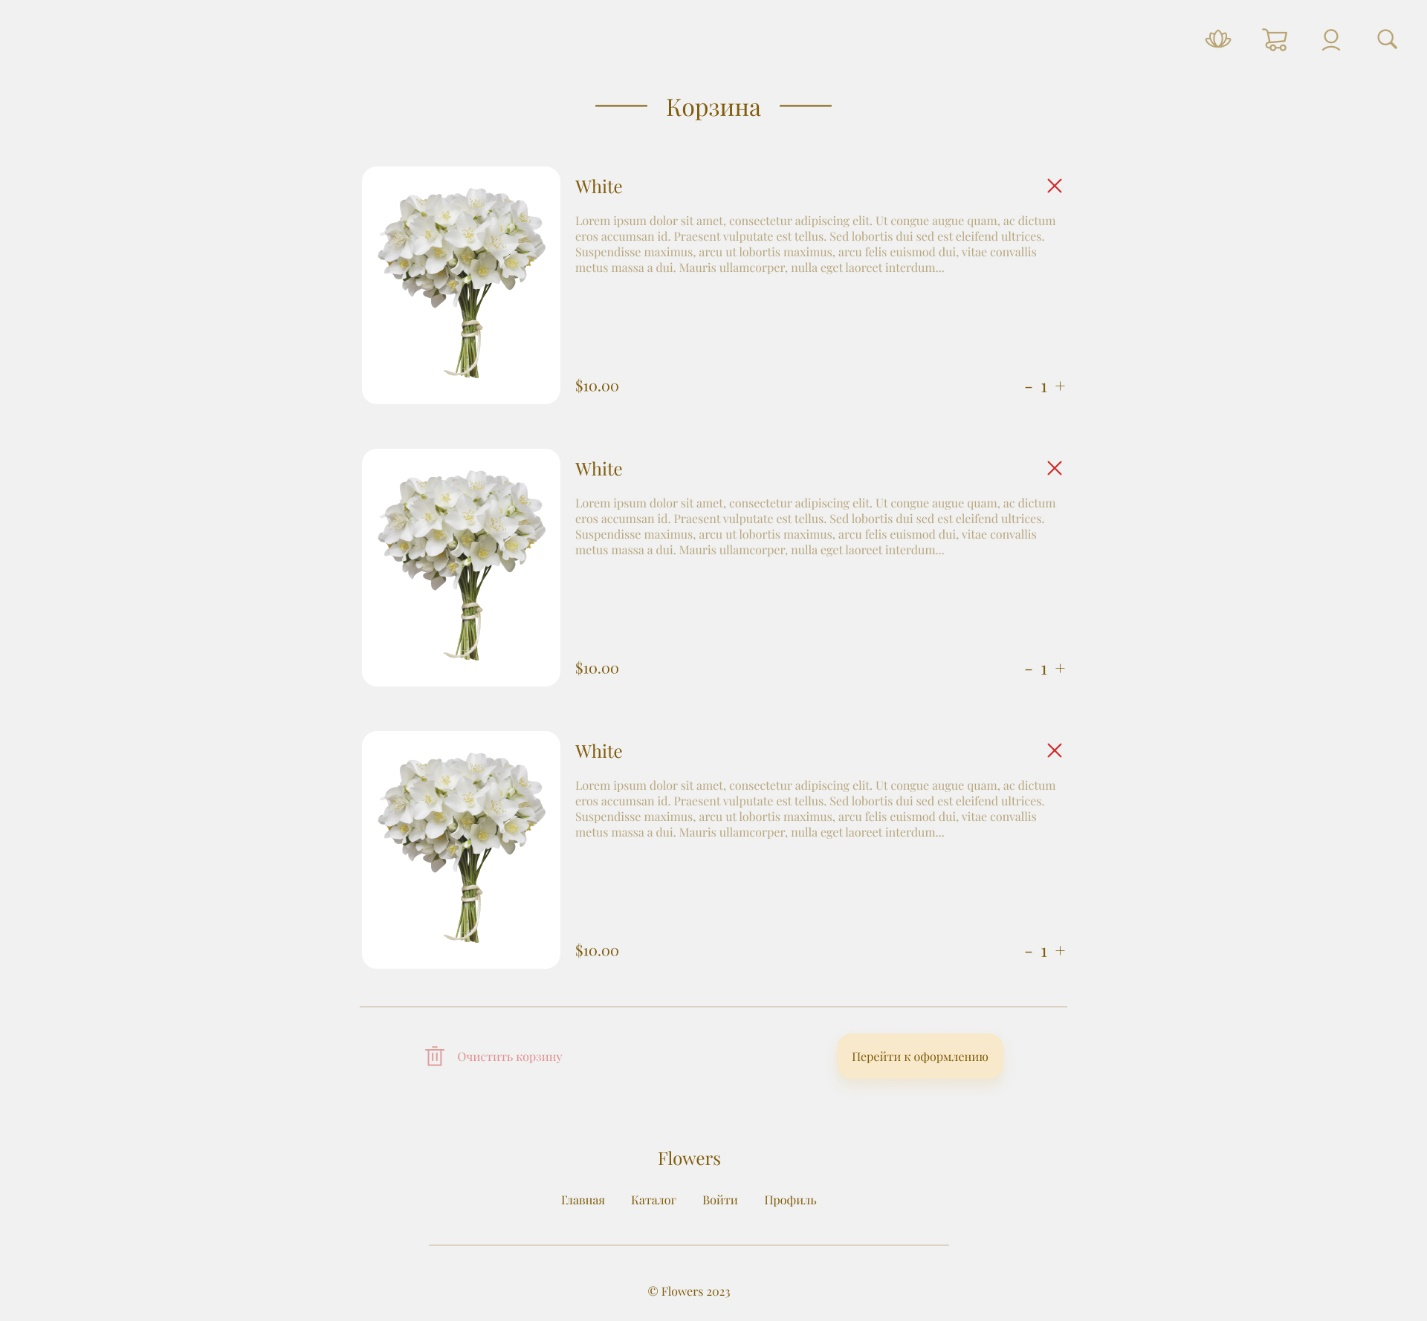 Корзина
White
Lorem ipsum dolor sit amet, consectetur adipiscing elit. Ut congue augue quam, ac dictum
eros accumsan id. Praesent vulputate est tellus. Sed lobortis dui sed est eleifend ultrices.
Suspendisse maximus, arcu ut lobortis maximus, arcu felis euismod dui, vitae convallis
metus massa a dui. Mauris ullamcorper, nulla eget laoreet interdum...
$10.00
- 1 +
White
Lorem ipsum dolor sit amet, consectetur adipiscing elit. Ut congue augue quam, ac dictum
eros accumsan id. Praesent vulputate est tellus. Sed lobortis dui sed est eleifend ultrices.
Suspendisse maximus, arcu ut lobortis maximus, arcu felis euismod dui, vitae convallis
metus massa a dui. Mauris ullamcorper, nulla eget laoreet interdum...
$10.00
- 1 +
White
Lorem ipsum dolor sit amet, consectetur adipiscing elit. Ut congue augue quam, ac dictum
eros accumsan id. Praesent vulputate est tellus. Sed lobortis dui sed est eleifend ultrices.
Suspendisse maximus, arcu ut lobortis maximus, arcu felis euismod dui, vitae convallis
metus massa a dui. Mauris ullamcorper, nulla eget laoreet interdum...
$10.00
- 1 +
Очистить корзину
Перейти к оформлению
Flowers
Главная Каталог Войти Профиль
© Flowers 2023